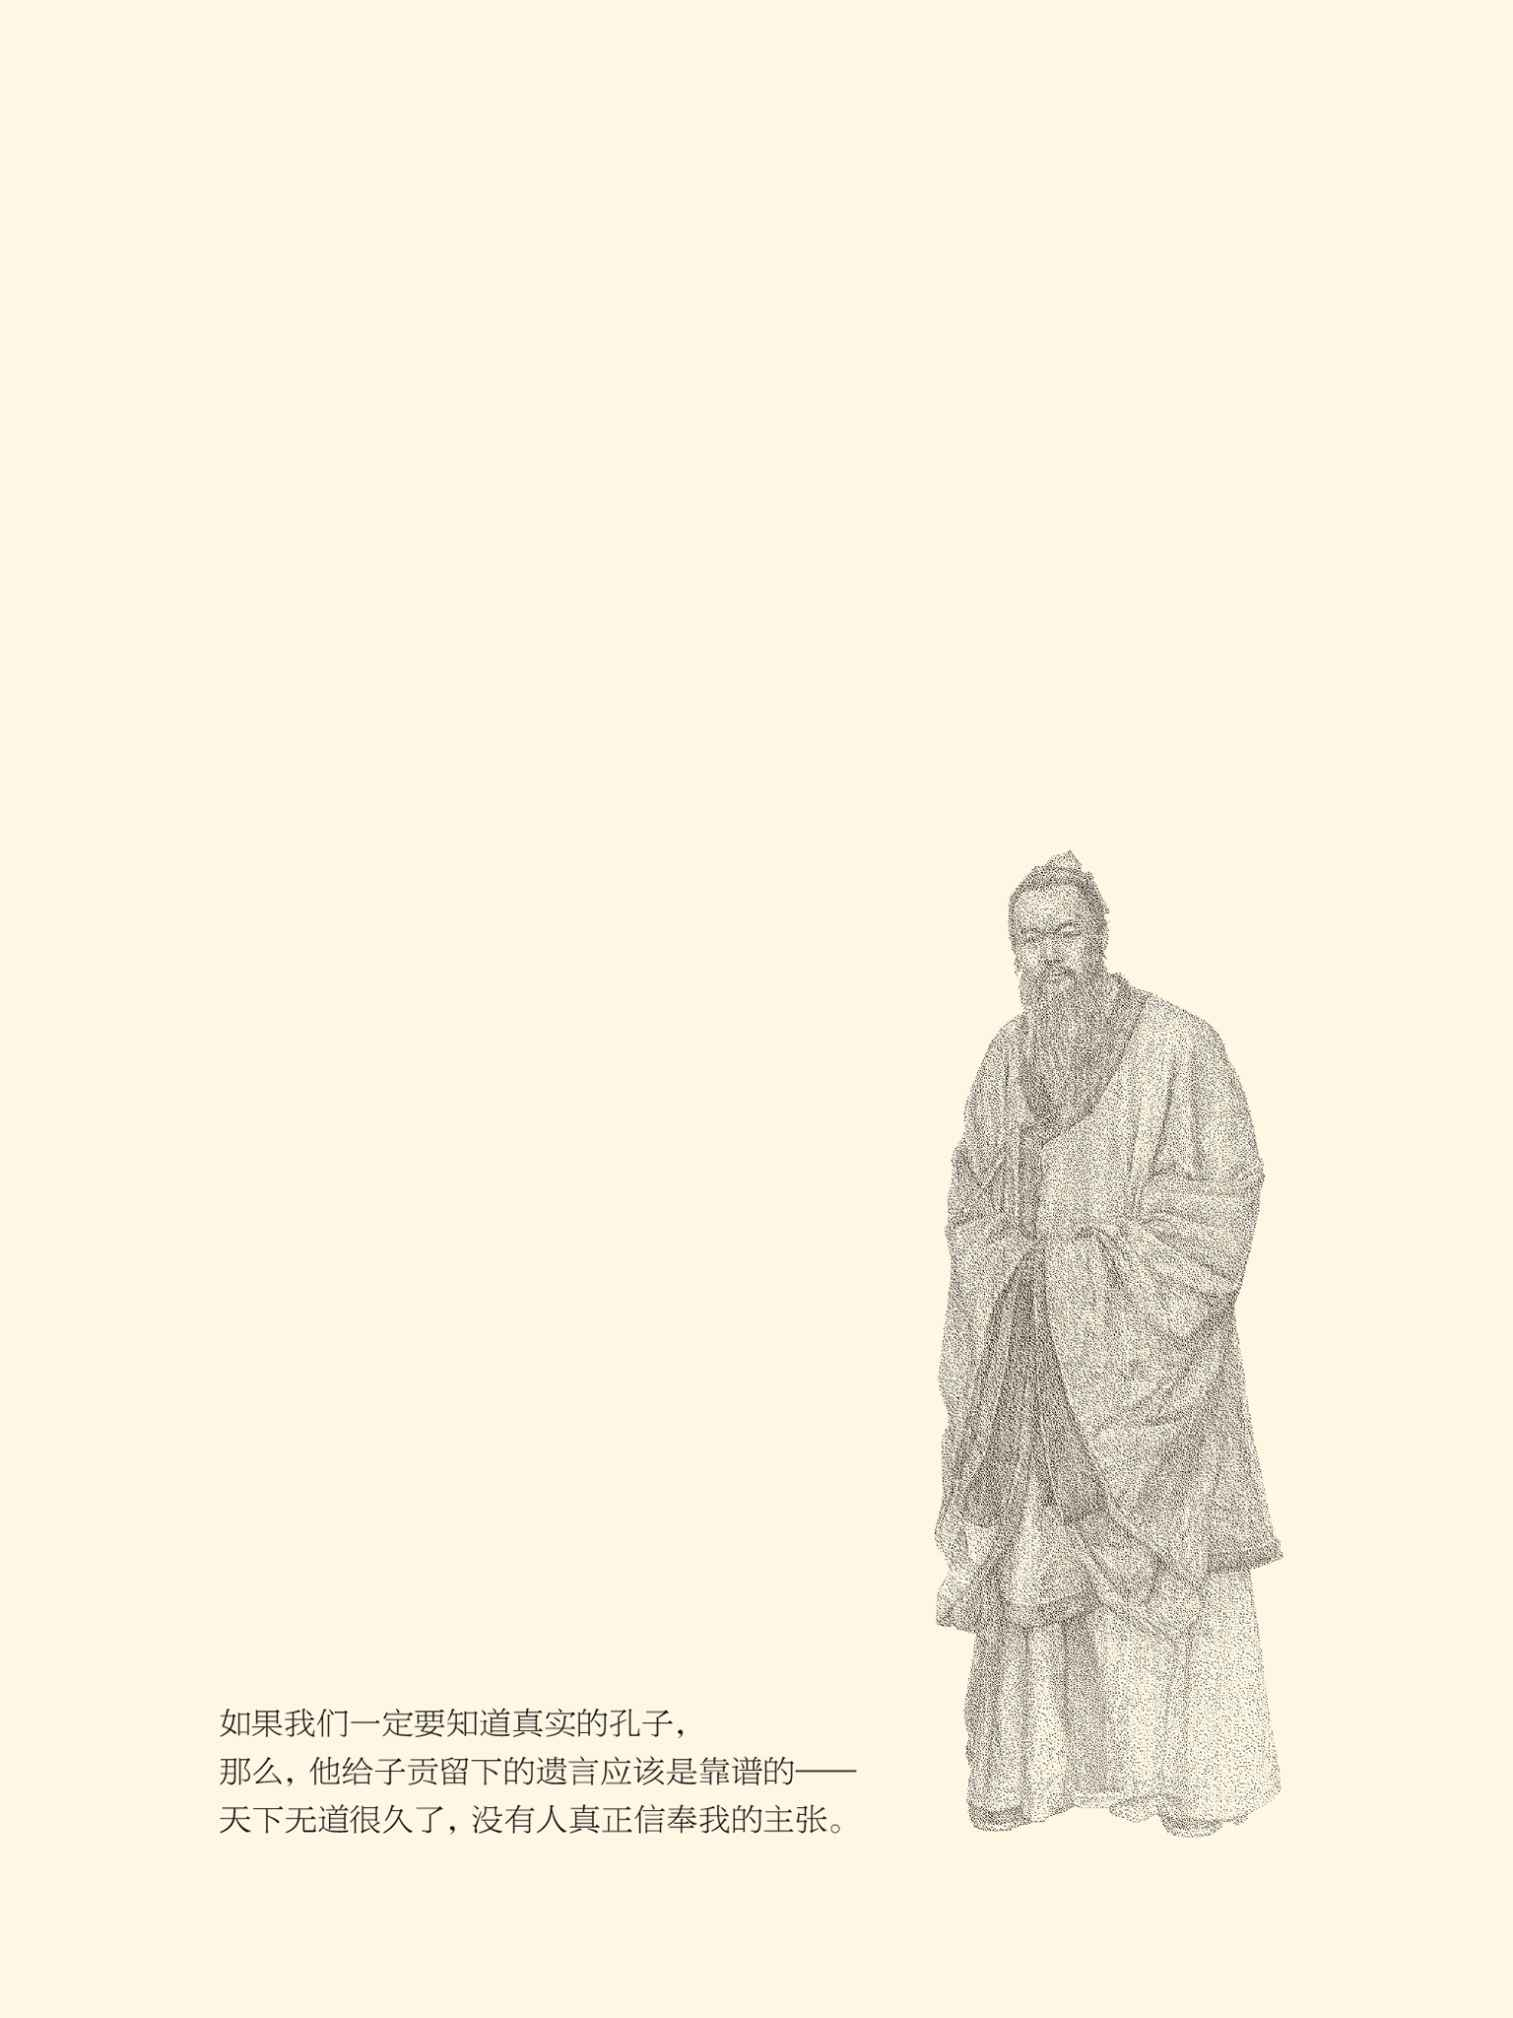 如果我们一定要知道真实的孔子，
那么，他给子贡留下的遗言应该是靠谱的——
天下无道很久了，没有人真正信奉我的主张。